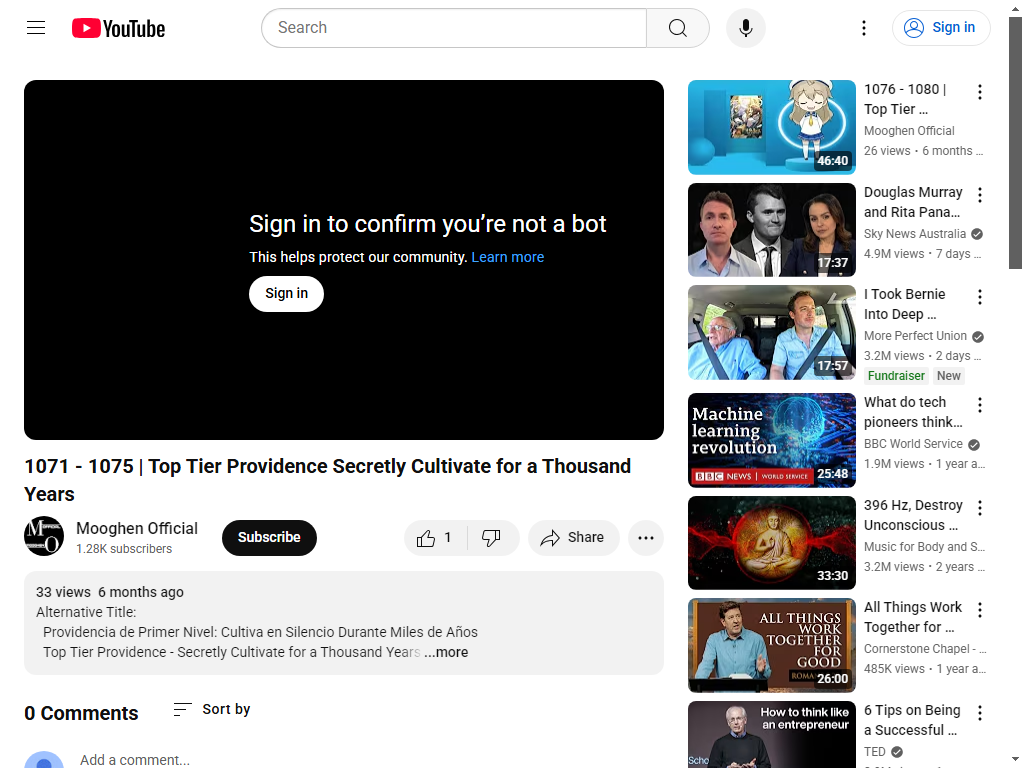 YouTube
Search
Sign in
Sign in to confirm you’re not a bot
This helps protect our community. Learn more
Sign in
1071 - 1075 | Top Tier Providence Secretly Cultivate for a Thousand
Years
Mooghen Official
1.28K subscribers
Subscribe
1
Share
33 views 6 months ago
Alternative Title:
Providencia de Primer Nivel: Cultiva en Silencio Durante Miles de Años
Top Tier Providence - Secretly Cultivate for a Thousand Years ...more
0 Comments
Sort by
Add a comment...
46:40
1076 - 1080 |
Top Tier ...
Mooghen Official
26 views • 6 months ...
17:37
Douglas Murray
and Rita Pana...
Sky News Australia
4.9M views • 7 days ...
17:57
I Took Bernie
Into Deep ...
More Perfect Union
3.2M views • 2 days ...
Fundraiser New
Machine
learning
revolution
BBC NEWS | WORLD SERVICE
25:48
What do tech
pioneers think...
BBC World Service
1.9M views • 1 year a...
33:30
396 Hz, Destroy
Unconscious ...
Music for Body and S...
3.2M views • 2 years ...
ALL THINGS
WORK
TOGETHER
FOR
GOOD
ROMA
26:00
All Things Work
Together for ...
Cornerstone Chapel - ...
485K views • 1 year a...
How to think like
an entrepreneur
Scho
6 Tips on Being
a Successful ...
TED